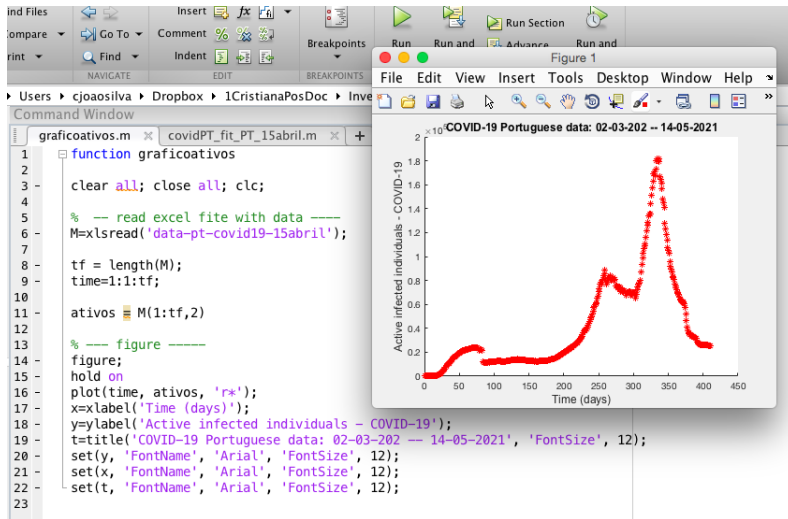 ind Files
Insert
ompare
Go To
Comment
Breakpoints
Run
Run and
Run Section
Advance
Run and
rint
Find
Indent
NAVIGATE
EDIT
BREAKPOINTS
Users
cjoaosilva
Dropbox
1CristianaPosDoc
Inve
Command Window
graficoativos.m
covidPT_fit_PT_15abril.m
+
1 function graficoativos
2
3 - clear all; close all; clc;
4
5 % -- read excel fite with data ----
6 - M=xlsread('data-pt-covid19-15abril');
7
8 - tf = length(M);
9 - time=1:1:tf;
10
11 - ativos = M(1:tf,2)
12
13 % --- figure -----
14 - figure;
15 - hold on
16 - plot(time, ativos, 'r*');
17 - x=xlabel('Time (days)');
18 - y=ylabel('Active infected individuals - COVID-19');
19 - t=title('COVID-19 Portuguese data: 02-03-202 -- 14-05-2021', 'FontSize', 12);
20 - set(y, 'FontName', 'Arial', 'FontSize', 12);
21 - set(x, 'FontName', 'Arial', 'FontSize', 12);
22 - set(t, 'FontName', 'Arial', 'FontSize', 12);
23
Figure 1
File Edit View Insert Tools Desktop Window Help
COVID-19 Portuguese data: 02-03-202 -- 14-05-2021
Active infected individuals - COVID-19
2
1.8
1.6
1.4
1.2
1
0.8
0.6
0.4
0.2
0
0 50 100 150 200 250 300 350 400 450
Time (days)